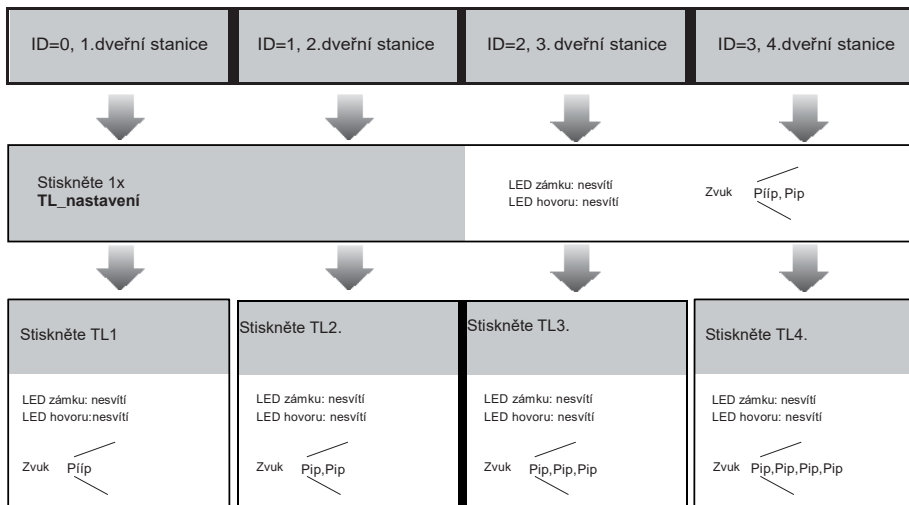 ID=0, 1.dveřní stanice
ID=1, 2.dveřní stanice
ID=2, 3. dveřní stanice
ID=3, 4.dveřní stanice
Stiskněte 1x
TL_nastavení
LED zámku: nesvítí
LED hovoru: nesvítí
Zvuk Pííp, Pip
Stiskněte TL1
LED zámku: nesvítí
LED hovoru:nesvítí
Zvuk Pííp
Stiskněte TL2.
LED zámku: nesvítí
LED hovoru: nesvítí
Zvuk Pip,Pip
Stiskněte TL3.
LED zámku: nesvítí
LED hovoru: nesvítí
Zvuk Pip,Pip,Pip
Stiskněte TL4.
LED zámku: nesvítí
LED hovoru: nesvítí
Zvuk Pip,Pip,Pip,Pip